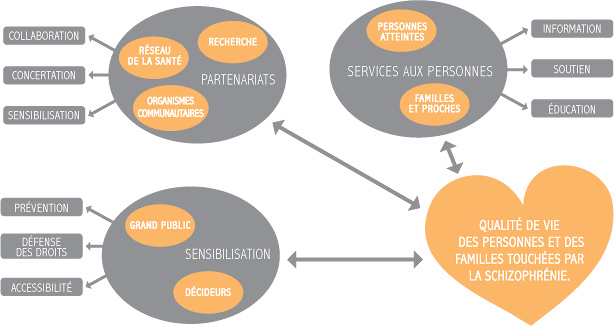 COLLABORATION
CONCERTATION
SENSIBILISATION
RÉSEAU
DE LA SANTÉ
RECHERCHE
PARTENARIATS
ORGANISMES
COMMUNAUTAIRES
PERSONNES
ATTEINTES
SERVICES AUX PERSONNES
FAMILLES
ET PROCHES
INFORMATION
SOUTIEN
ÉDUCATION
PRÉVENTION
DÉFENSE
DES DROITS
ACCESSIBILITÉ
GRAND PUBLIC
SENSIBILISATION
DÉCIDEURS
QUALITÉ DE VIE
DES PERSONNES ET DES
FAMILLES TOUCHÉES PAR
LA SCHIZOPHRÉNIE.